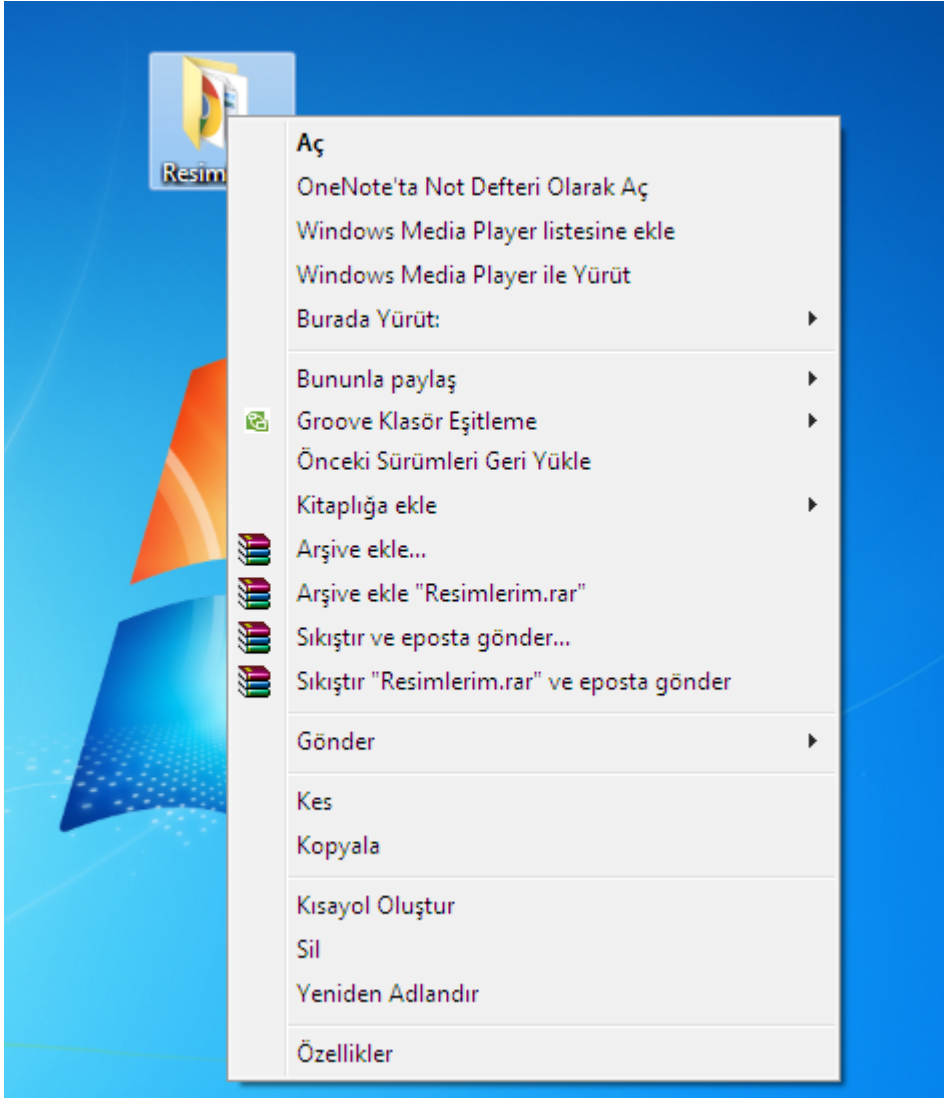 Resim
Aç
OneNote'ta Not Defteri Olarak Aç
Windows Media Player listesine ekle
Windows Media Player ile Yürüt
Burada Yürüt:
Bununla paylaş
Groove Klasör Eşitleme
Önceki Sürümleri Geri Yükle
Kitaplığa ekle
Arşive ekle...
Arşive ekle "Resimlerim.rar"
Sıkıştır ve eposta gönder...
Sıkıştır "Resimlerim.rar" ve eposta gönder
Gönder
Kes
Kopyala
Kısayol Oluştur
Sil
Yeniden Adlandır
Özellikler